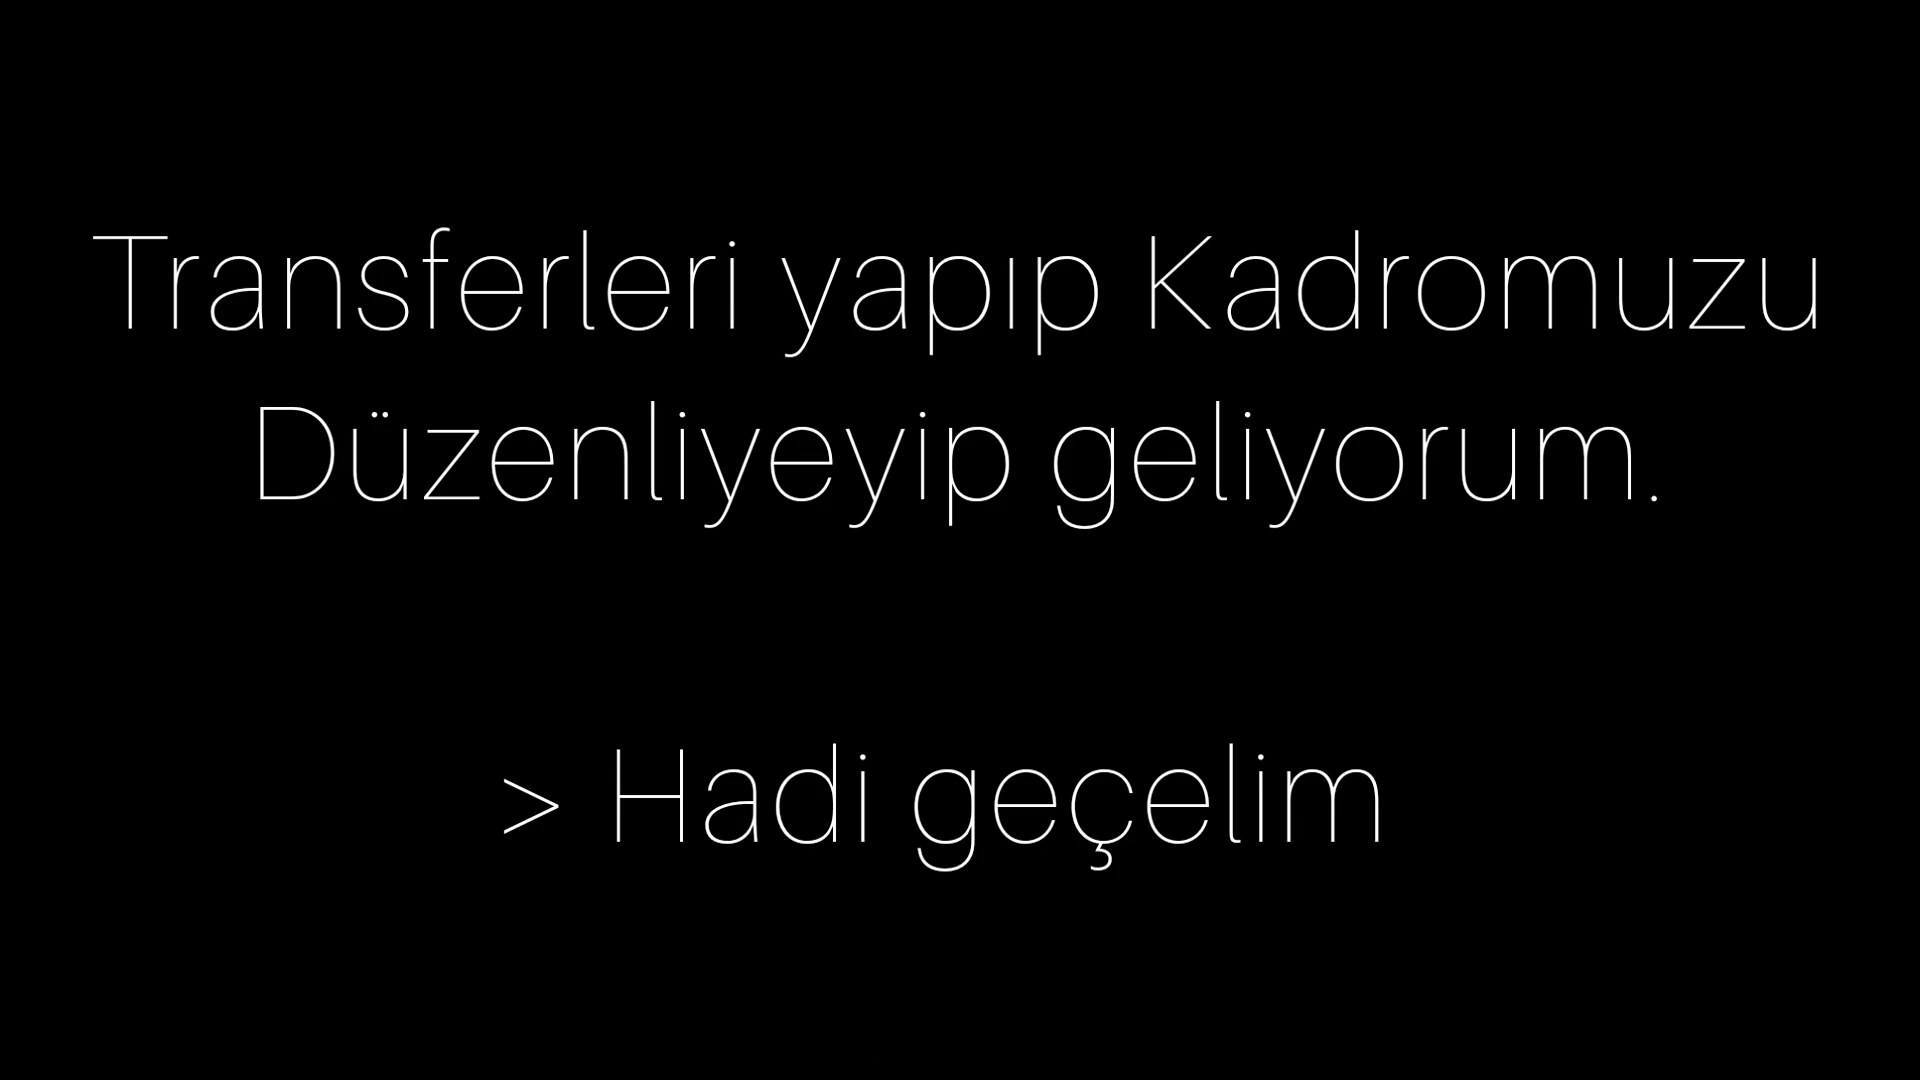 Transferleri yapıp Kadromuzu
Düzenliyeyip geliyorum.
> Hadi geçelim